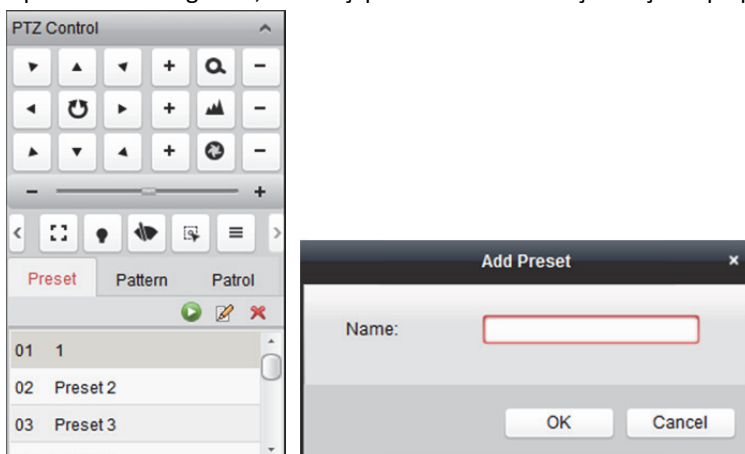 PTZ Control
Preset Pattern Patrol
01 1
02 Preset 2
03 Preset 3
Add Preset
Name:
OK Cancel